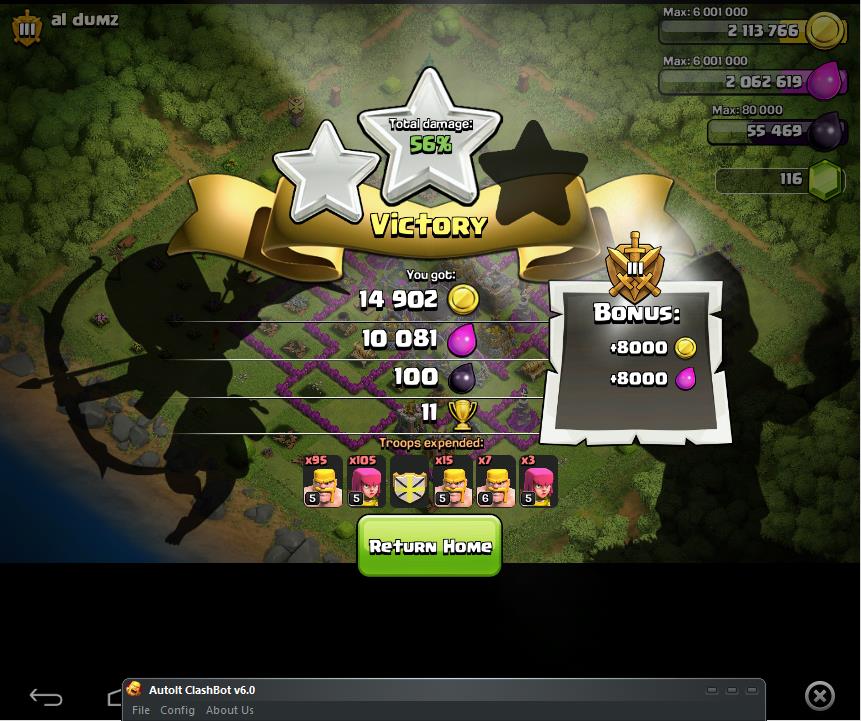 III
al dumz
Max: 6 001 000
2 113 766
Max: 6 001 000
2 062 619
Max: 80 000
55 469
116
Total damage:
56%
Victory
You got:
14 902
10 081
100
11
III
Bonus:
+8000
+8000
Troops expended:
x95 x105 x15 x7 x3
5 5 5 6 5
Return Home
AutoIt ClashBot v6.0
File Config About Us